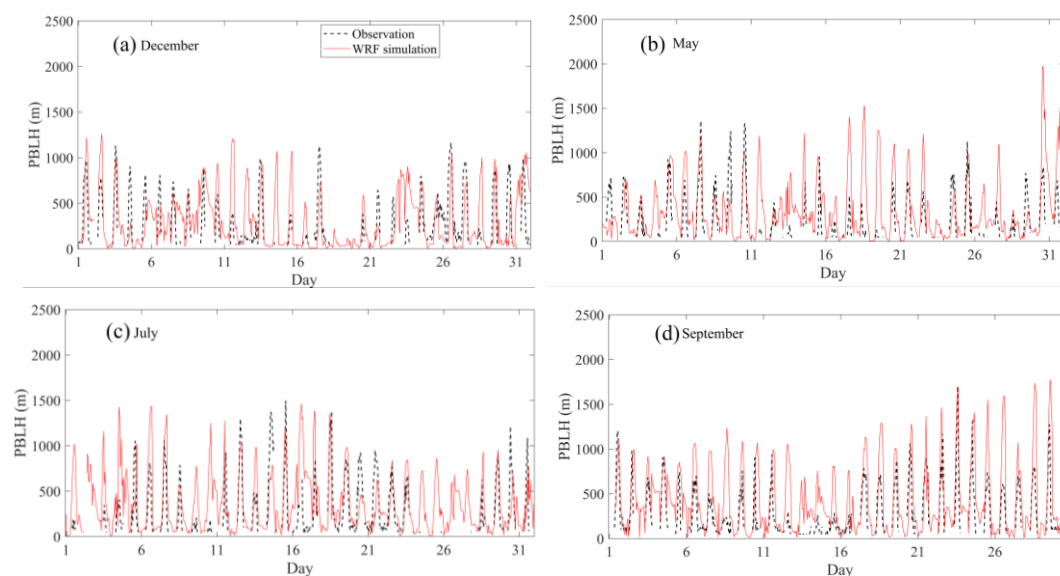 (a) December
Observation
WRF simulation
PBLH (m)
2500
2000
1500
1000
500
0
1 6 11 16 21 26 31
Day
(b) May
PBLH (m)
2500
2000
1500
1000
500
0
1 6 11 16 21 26 31
Day
(c) July
PBLH (m)
2500
2000
1500
1000
500
0
1 6 11 16 21 26 31
Day
(d) September
PBLH (m)
2500
2000
1500
1000
500
0
1 6 11 16 21 26
Day